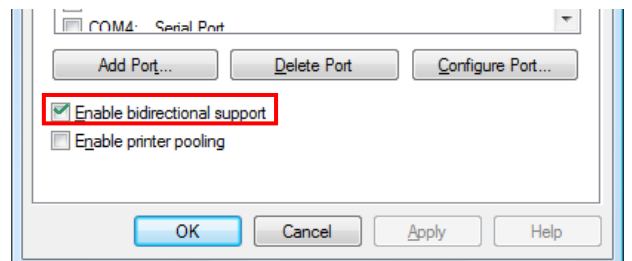 COM4: Serial Port
Add Port... Delete Port Configure Port...
Enable bidirectional support
Enable printer pooling
OK Cancel Apply Help